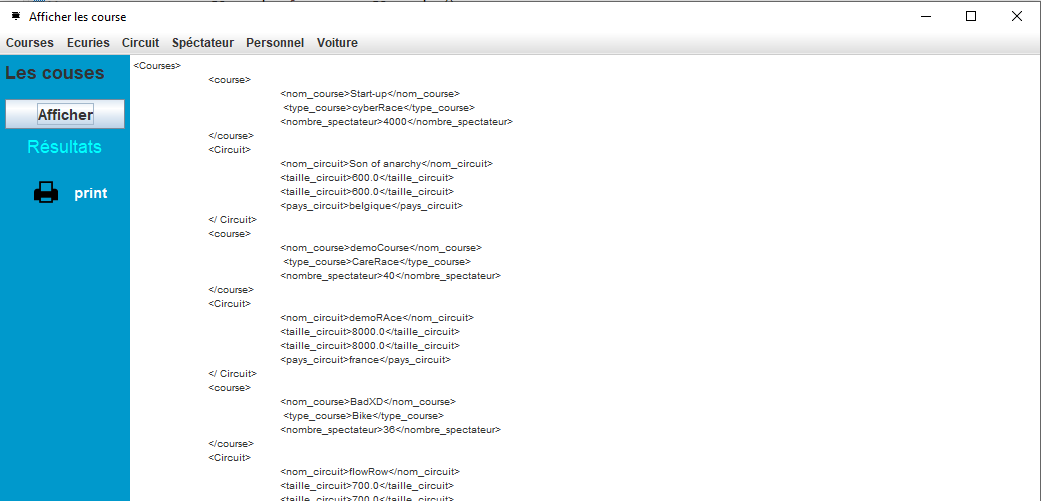 Afficher les course
Courses Ecuries Circuit Spéctateur Personnel Voiture
Les couses
Afficher
Résultats
print
<Courses>
<course>
<nom_course>Start-up</nom_course>
<type_course>cyberRace</type_course>
<nombre_spectateur>4000</nombre_spectateur>
</course>
<Circuit>
<nom_circuit>Son of anarchy</nom_circuit>
<taille_circuit>600.0</taille_circuit>
<taille_circuit>600.0</taille_circuit>
<pays_circuit>belgique</pays_circuit>
</ Circuit>
<course>
<nom_course>demoCourse</nom_course>
<type_course>CareRace</type_course>
<nombre_spectateur>40</nombre_spectateur>
</course>
<Circuit>
<nom_circuit>demoRAce</nom_circuit>
<taille_circuit>8000.0</taille_circuit>
<taille_circuit>8000.0</taille_circuit>
<pays_circuit>france</pays_circuit>
</ Circuit>
<course>
<nom_course>BadXD</nom_course>
<type_course>Bike</type_course>
<nombre_spectateur>36</nombre_spectateur>
</course>
<Circuit>
<nom_circuit>flowRow</nom_circuit>
<taille_circuit>700.0</taille_circuit>
<taille_circuit>700.0</taille_circuit>